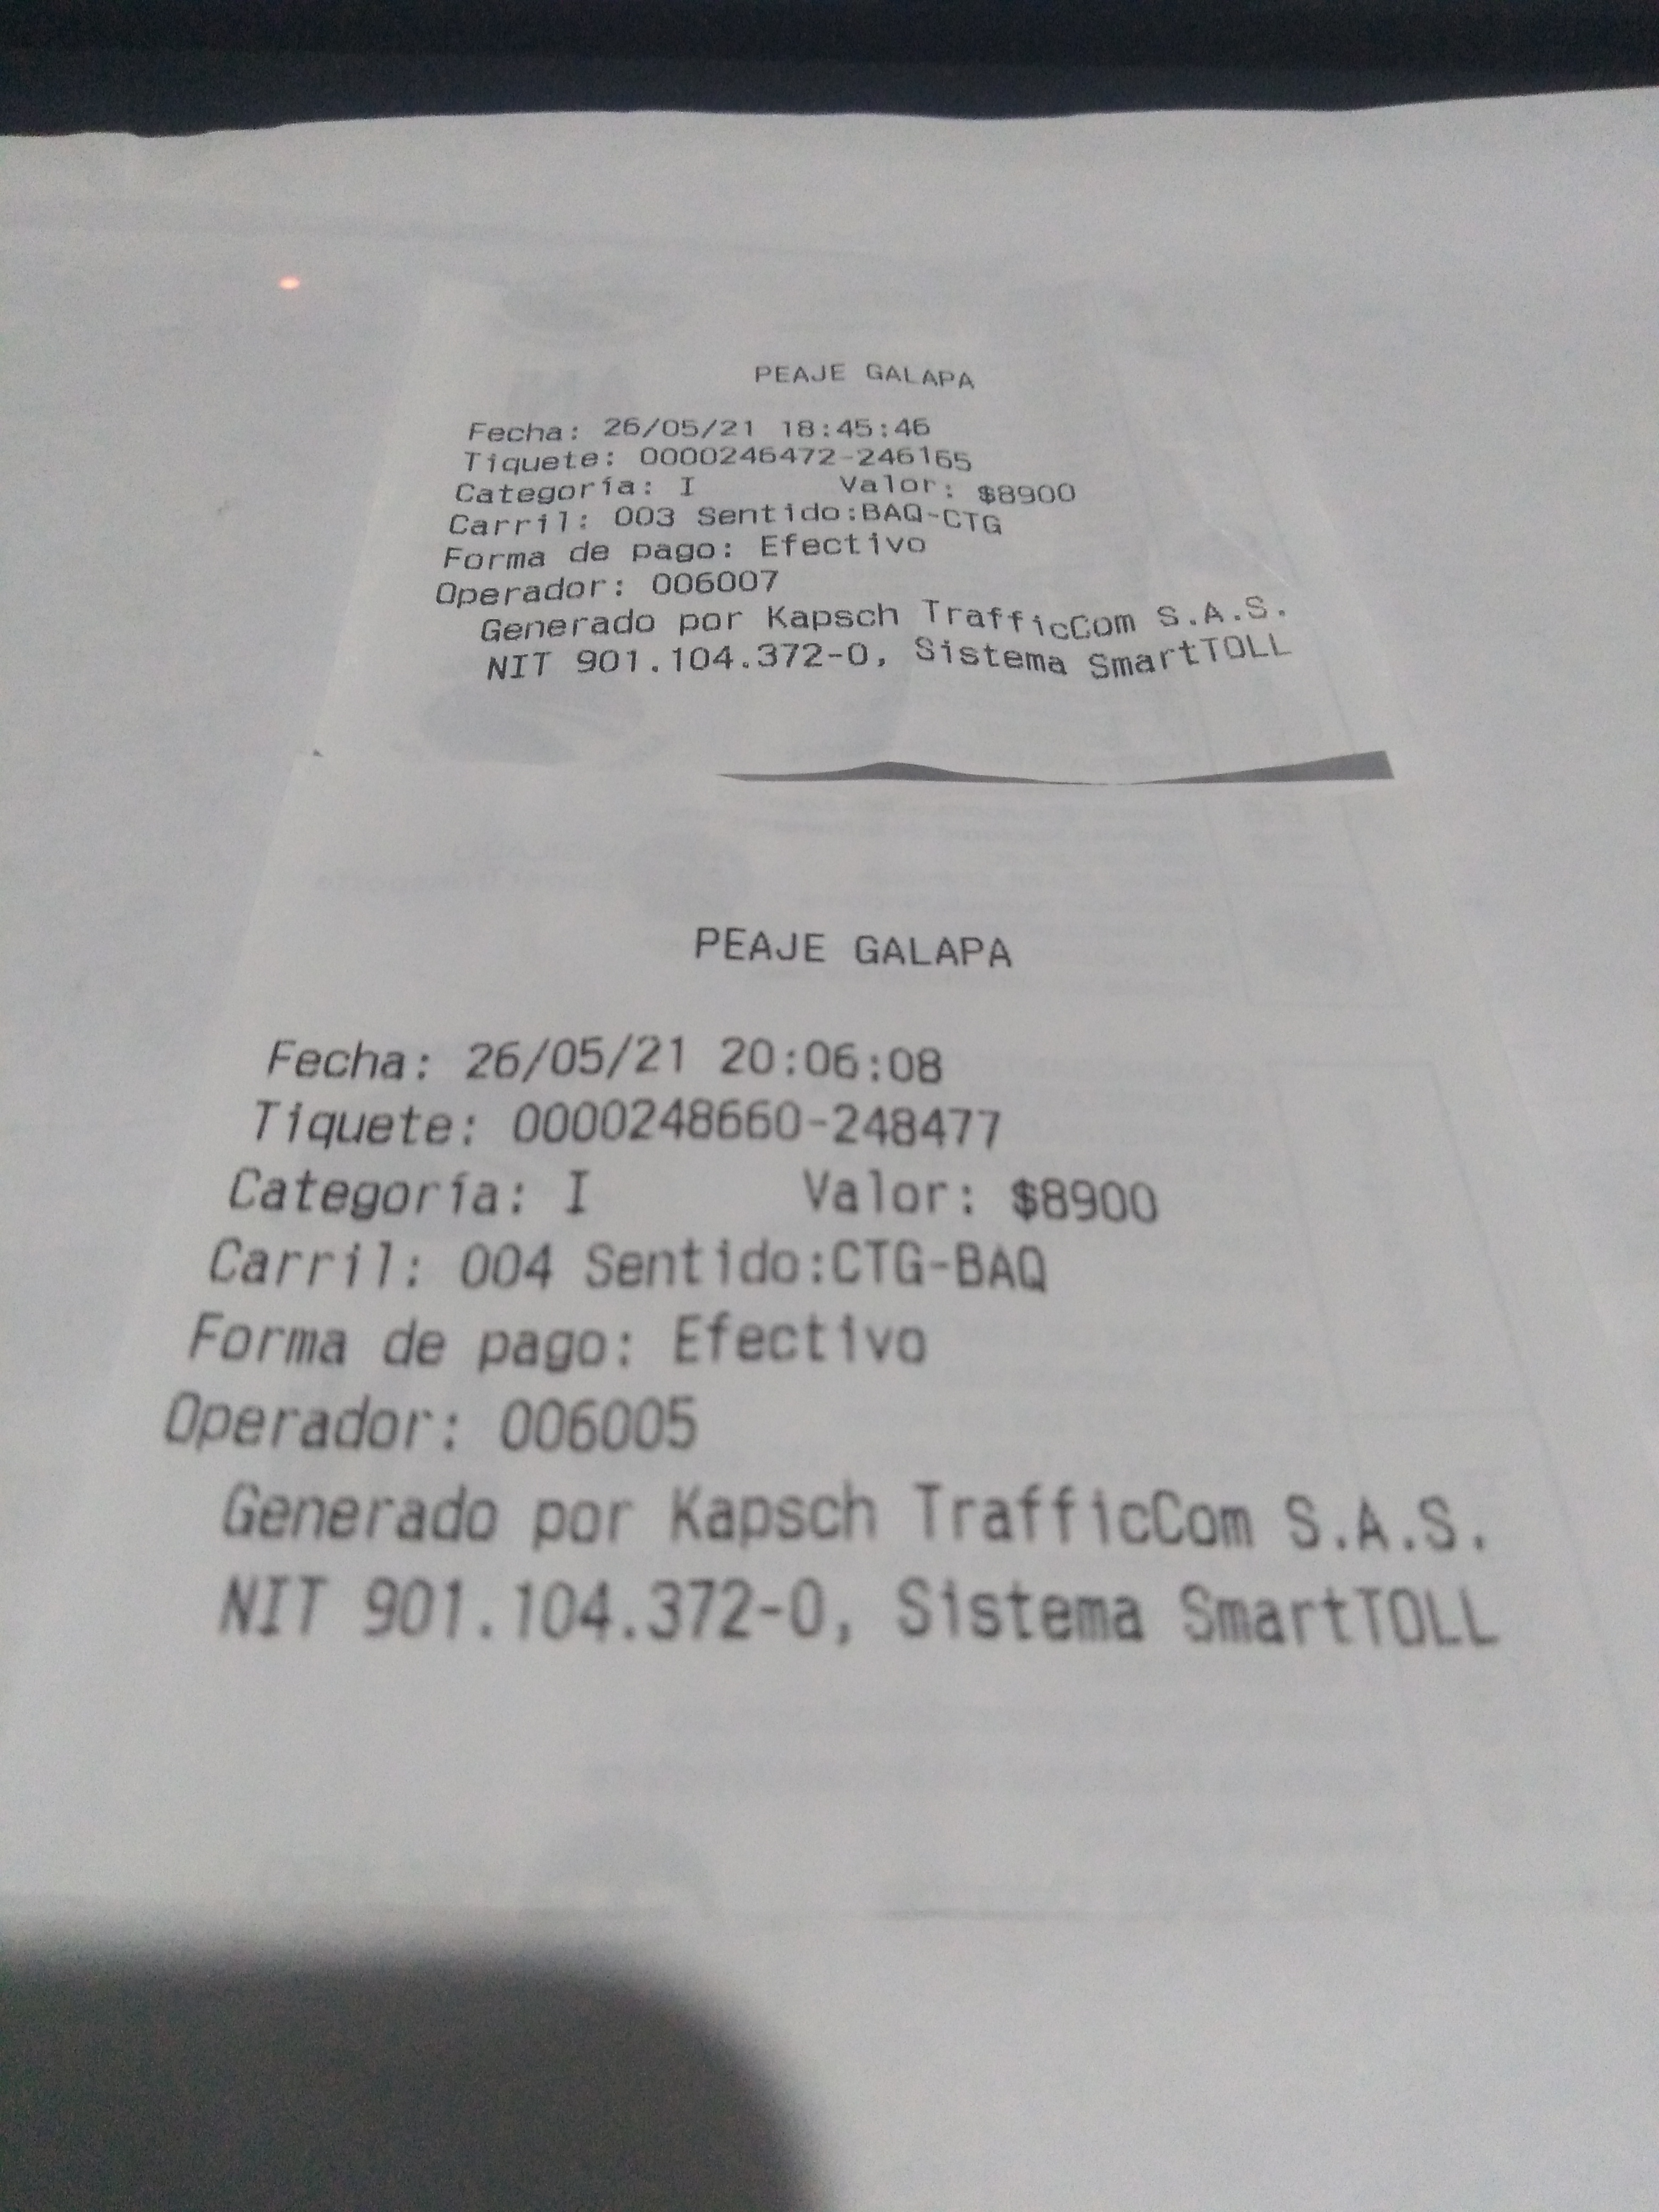 PEAJE GALAPA
Fecha: 26/05/21 18:45:46
Tiquete: 0000246472-246165
Categoría: I Valor: $8900
Carril: 003 Sentido:BAQ-CTG
Forma de pago: Efectivo
Operador: 006007
Generado por Kapsch TrafficCom S.A.S.
NIT 901.104.372-0, Sistema SmartTOLL
PEAJE GALAPA
Fecha: 26/05/21 20:06:08
Tiquete: 0000248660-248477
Categoría: I Valor: $8900
Carril: 004 Sentido:CTG-BAQ
Forma de pago: Efectivo
Operador: 006005
Generado por Kapsch TrafficCom S.A.S.
NIT 901.104.372-0, Sistema SmartTOLL